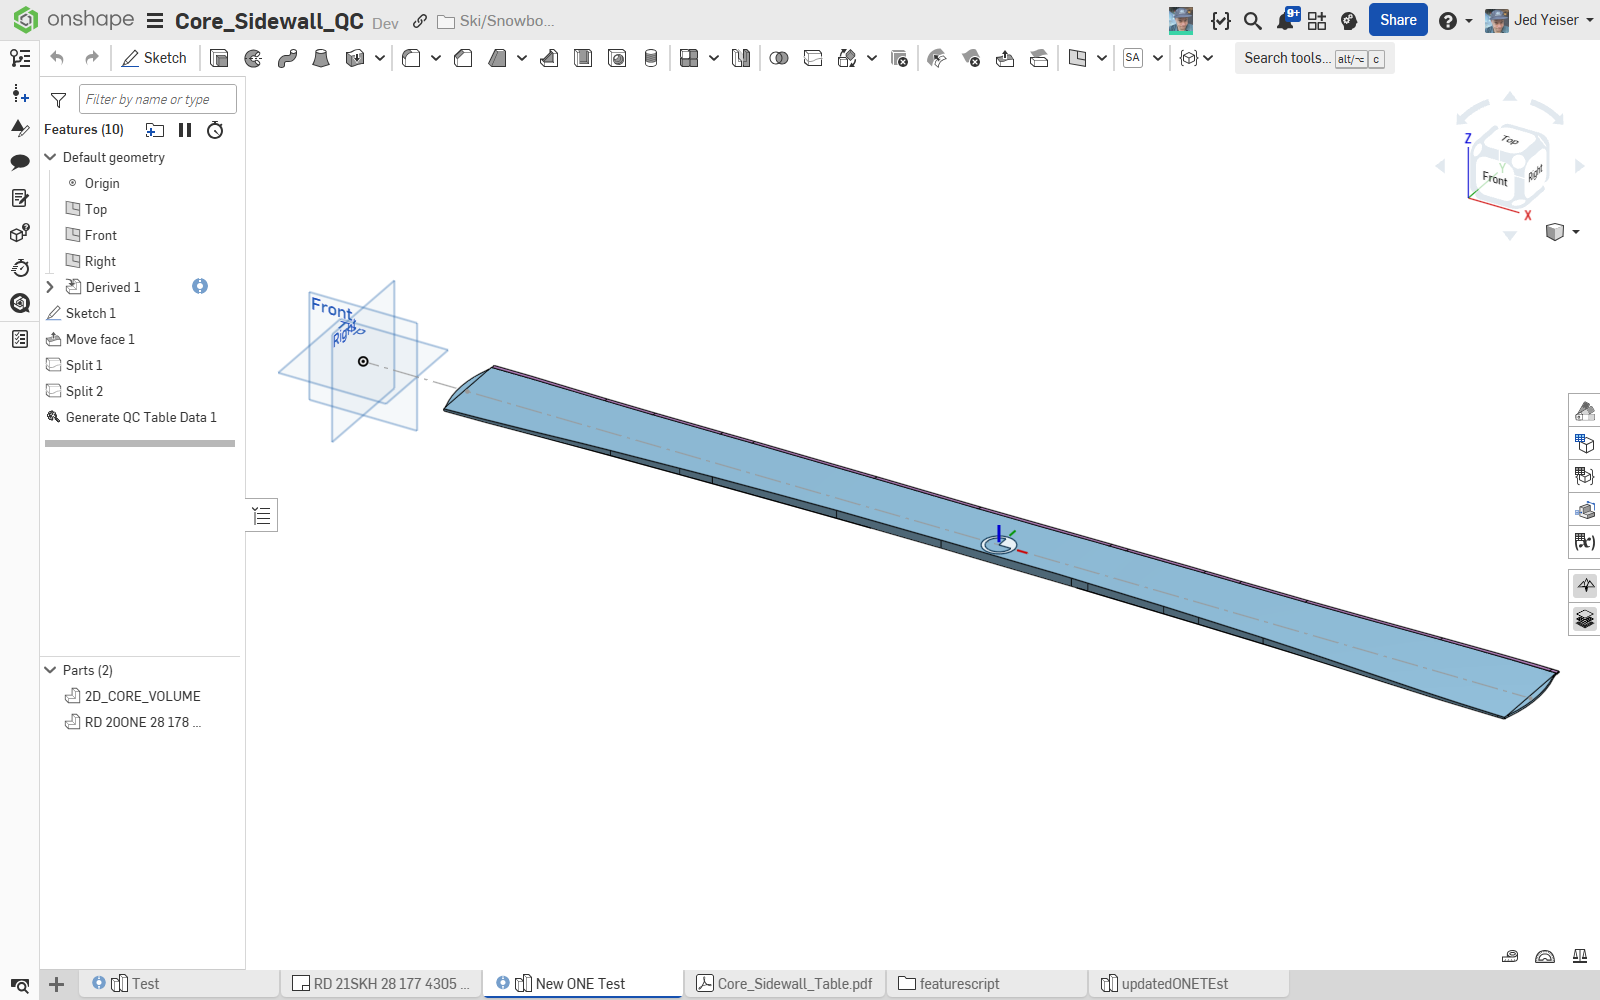 onshape
Core_Sidewall_QC Dev
Ski/Snowbo...
9+
Share
Jed Yeiser
Sketch
SA
Search tools... alt/⌥ c
Filter by name or type
Features (10)
Default geometry
Origin
Top
Front
Right
Derived 1
Sketch 1
Move face 1
Split 1
Split 2
Generate QC Table Data 1
Front
Right
Z
Top
Y
Front
Right
X
Parts (2)
2D_CORE_VOLUME
RD 20ONE 28 178 ...
Test
RD 21SKH 28 177 4305 ...
New ONE Test
Core_Sidewall_Table.pdf
featurescript
updatedONETEst